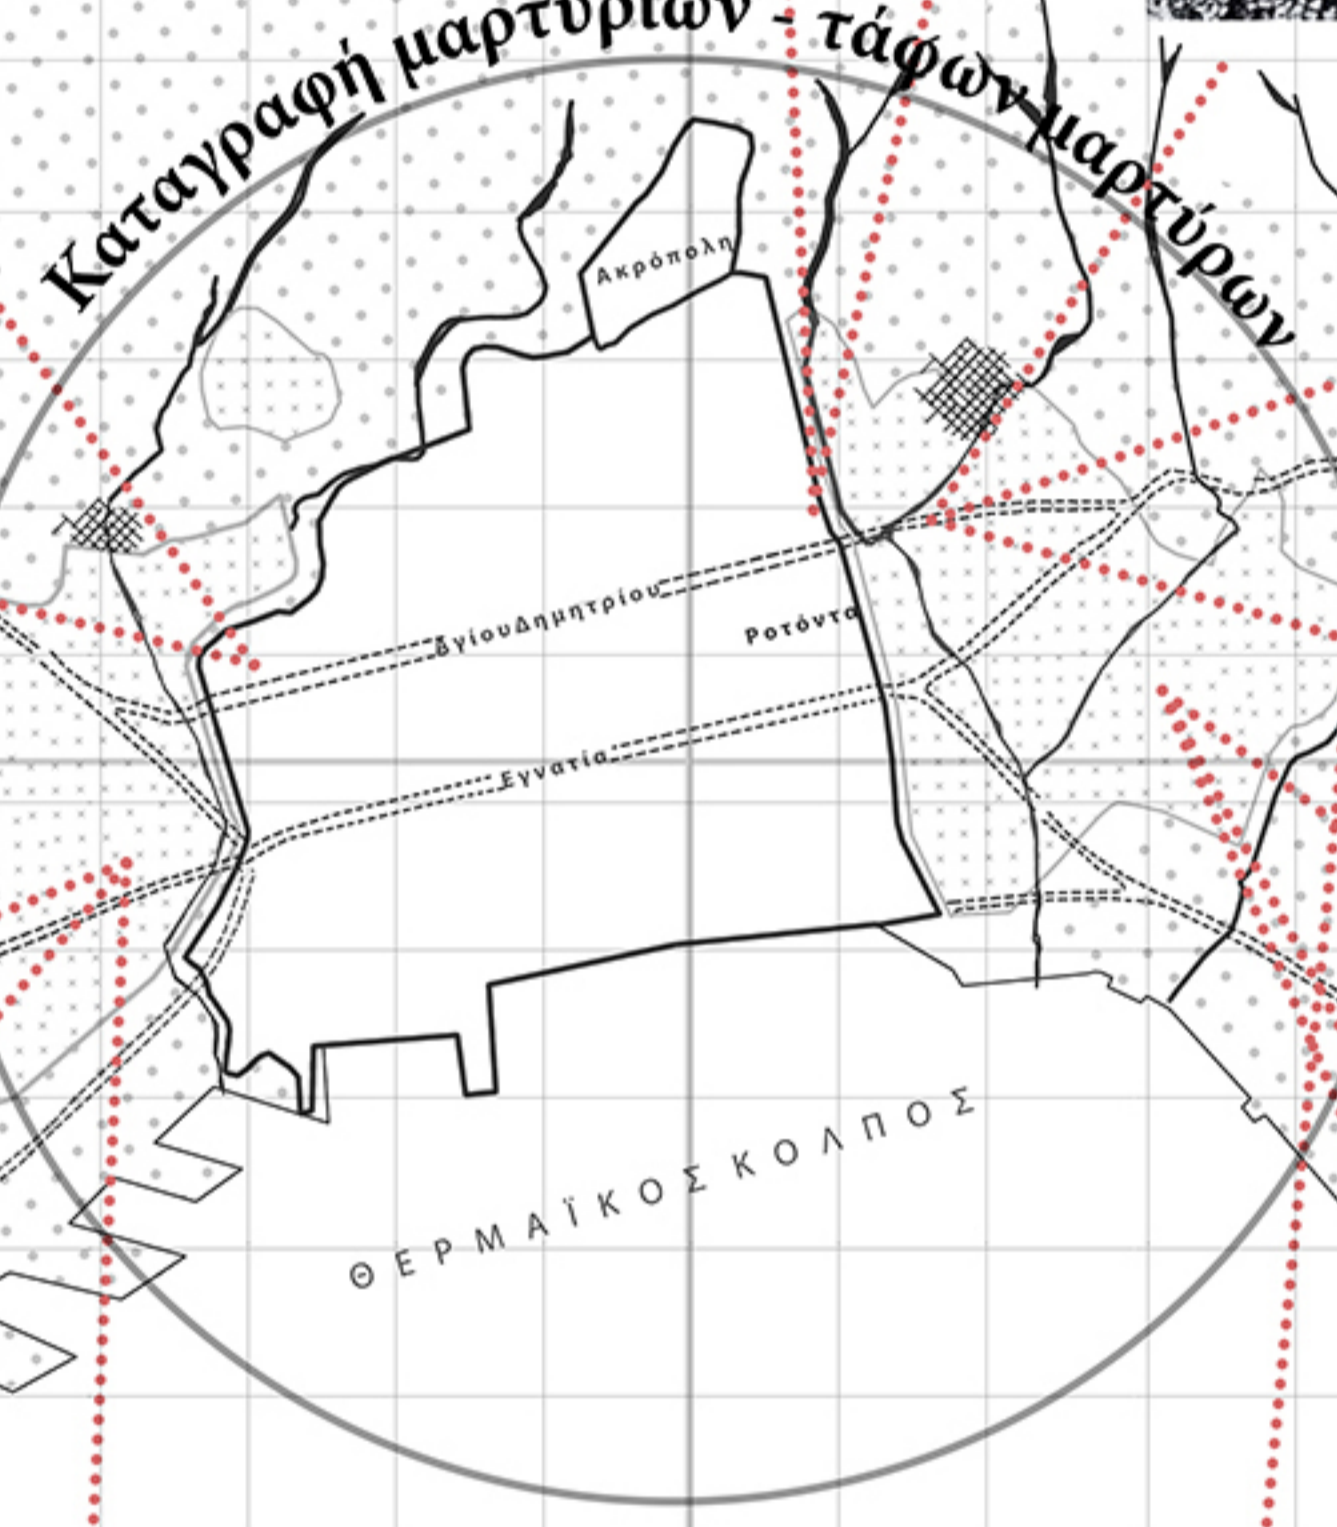 Καταγραφή μαρτυρίων - τάφων μαρτύρων
Ακρόπολη
αγίουΔημητρίου
Ροτόντα
Εγνατία
ΘΕΡΜΑΪΚΟΣ ΚΟΛΠΟΣ